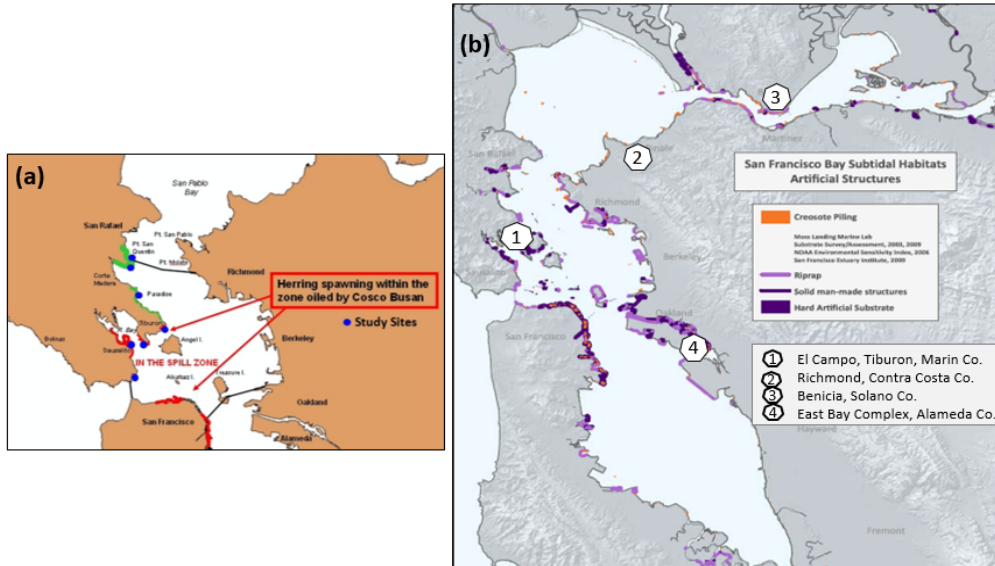 (a)
San Pablo
Bay
San Rafael
Pt. San
Quentin
Pt. San Pablo
Pt. Molate
Corte
Madera
Richmond
Paradise
Herring spawning within the
zone oiled by Cosco Busan
Study Sites
Tiburon
R. Bay
Angel I.
Bolinas
Sausalito
IN THE SPILL ZONE
Berkeley
Alcatraz I.
Treasure I.
San Francisco
Oakland
Alameda
(b)
3
Martinez
2
San Rafael
San Francisco Bay Subtidal Habitats
Artificial Structures
Richmond
1
Sausalito
Berkeley
Creosote Piling
Moss Landing Marine Lab
Substrate Survey/Assessment, 2003, 2009
NOAA Environmental Sensitivity Index, 2006
San Francisco Estuary Institute, 2009
Riprap
Solid man-made structures
Hard Artificial Substrate
San Francisco
Oakland
4
1 El Campo, Tiburon, Marin Co.
2 Richmond, Contra Costa Co.
3 Benicia, Solano Co.
4 East Bay Complex, Alameda Co.
Hayward
Fremont